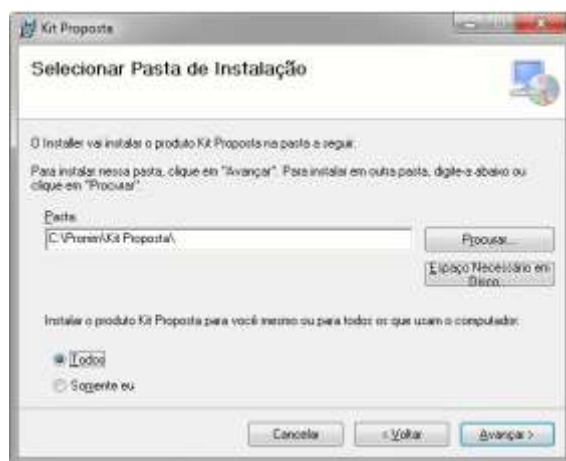 Kit Proposta
Selecionar Pasta de Instalação
O Installer vai instalar o produto Kit Proposta na pasta a seguir.
Para instalar nessa pasta, clique em "Avançar". Para instalar em outra pasta, digite-a abaixo ou
clique em "Procurar".
Pasta:
C:\Pronim\Kit Proposta\
Procurar...
Espaço Necessário em
Disco...
Instalar o produto Kit Proposta para você mesmo ou para todos os que usam o computador:
Todos
Somente eu
Cancelar
< Voltar
Avançar >